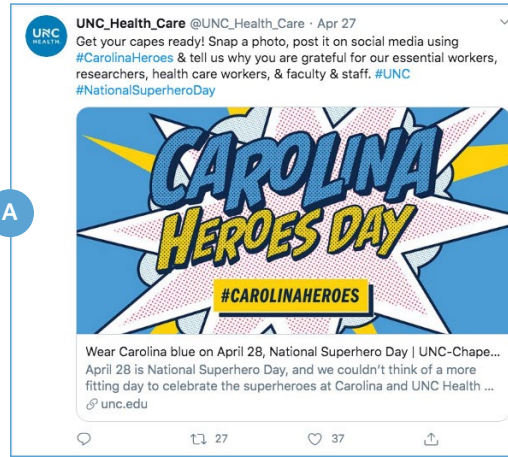 UNC
HEALTH
UNC_Health_Care @UNC_Health_Care · Apr 27
Get your capes ready! Snap a photo, post it on social media using
#CarolinaHeroes & tell us why you are grateful for our essential workers,
researchers, health care workers, & faculty & staff. #UNC
#NationalSuperheroDay
A
CAROLINA
HEROES DAY
#CAROLINAHEROES
Wear Carolina blue on April 28, National Superhero Day | UNC-Chape...
April 28 is National Superhero Day, and we couldn't think of a more
fitting day to celebrate the superheroes at Carolina and UNC Health ...
unc.edu
27
37